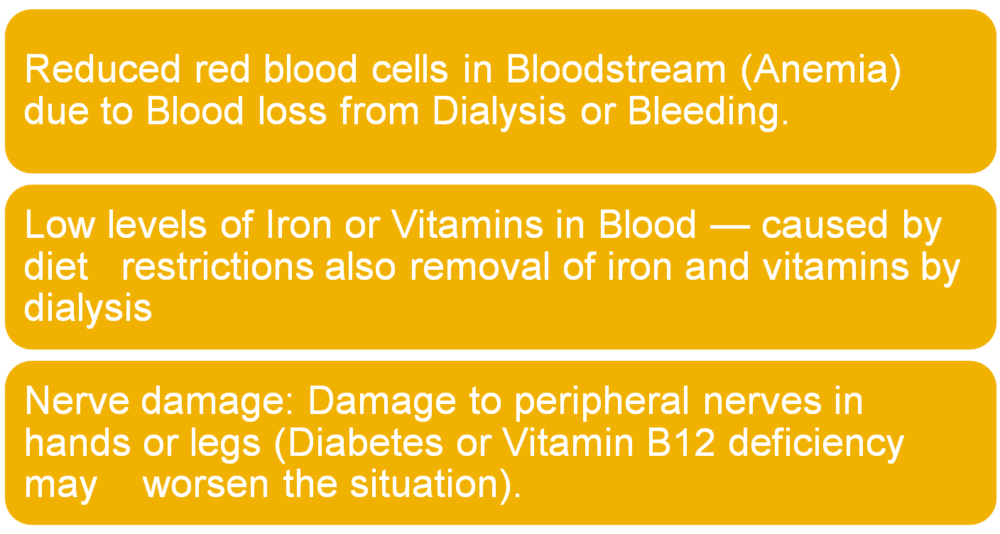 Reduced red blood cells in Bloodstream (Anemia)
due to Blood loss from Dialysis or Bleeding.
Low levels of Iron or Vitamins in Blood — caused by
diet   restrictions also removal of iron and vitamins by
dialysis
Nerve damage: Damage to peripheral nerves in
hands or legs (Diabetes or Vitamin B12 deficiency
may    worsen the situation).